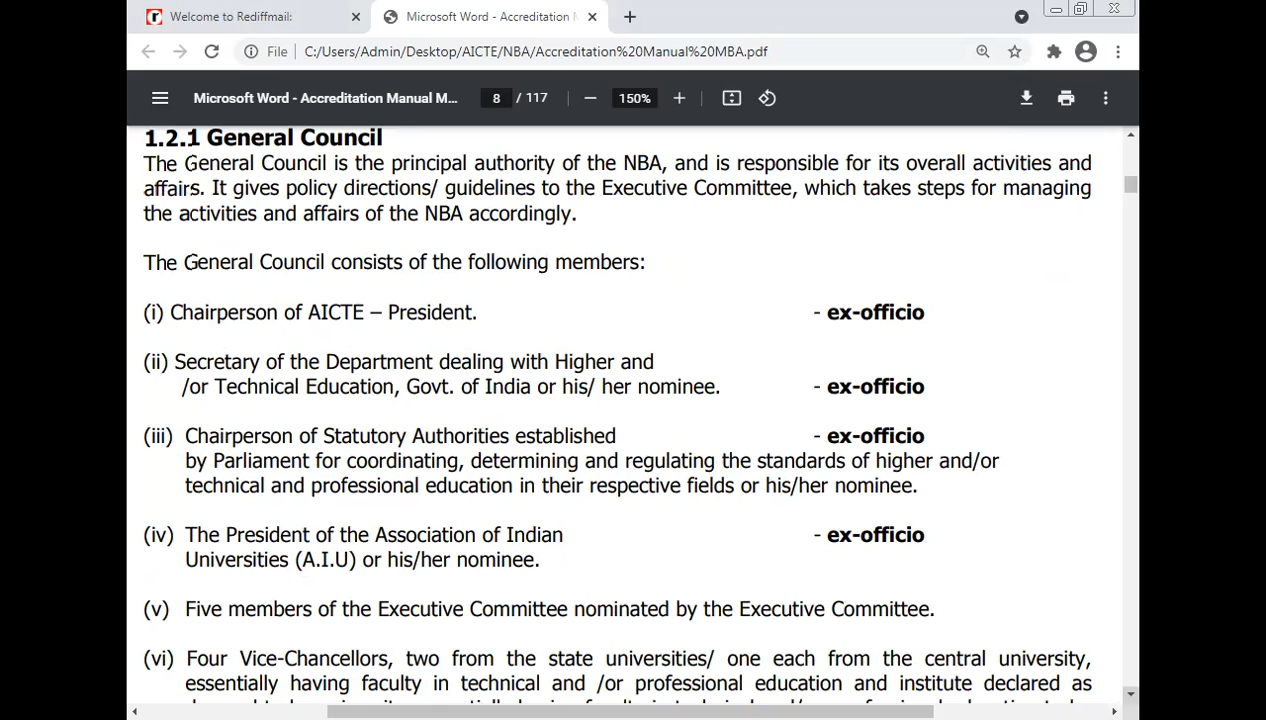 Welcome to Rediffmail:
Microsoft Word - Accreditation
File C:/Users/Admin/Desktop/AICTE/NBA/Accreditation%20Manual%20MBA.pdf
Microsoft Word - Accreditation Manual M... 8 / 117 150%
1.2.1 General Council
The General Council is the principal authority of the NBA, and is responsible for its overall activities and
affairs. It gives policy directions/ guidelines to the Executive Committee, which takes steps for managing
the activities and affairs of the NBA accordingly.
The General Council consists of the following members:
(i) Chairperson of AICTE – President. - ex-officio
(ii) Secretary of the Department dealing with Higher and
/or Technical Education, Govt. of India or his/ her nominee. - ex-officio
(iii) Chairperson of Statutory Authorities established - ex-officio
by Parliament for coordinating, determining and regulating the standards of higher and/or
technical and professional education in their respective fields or his/her nominee.
(iv) The President of the Association of Indian - ex-officio
Universities (A.I.U) or his/her nominee.
(v) Five members of the Executive Committee nominated by the Executive Committee.
(vi) Four Vice-Chancellors, two from the state universities/ one each from the central university,
essentially having faculty in technical and /or professional education and institute declared as